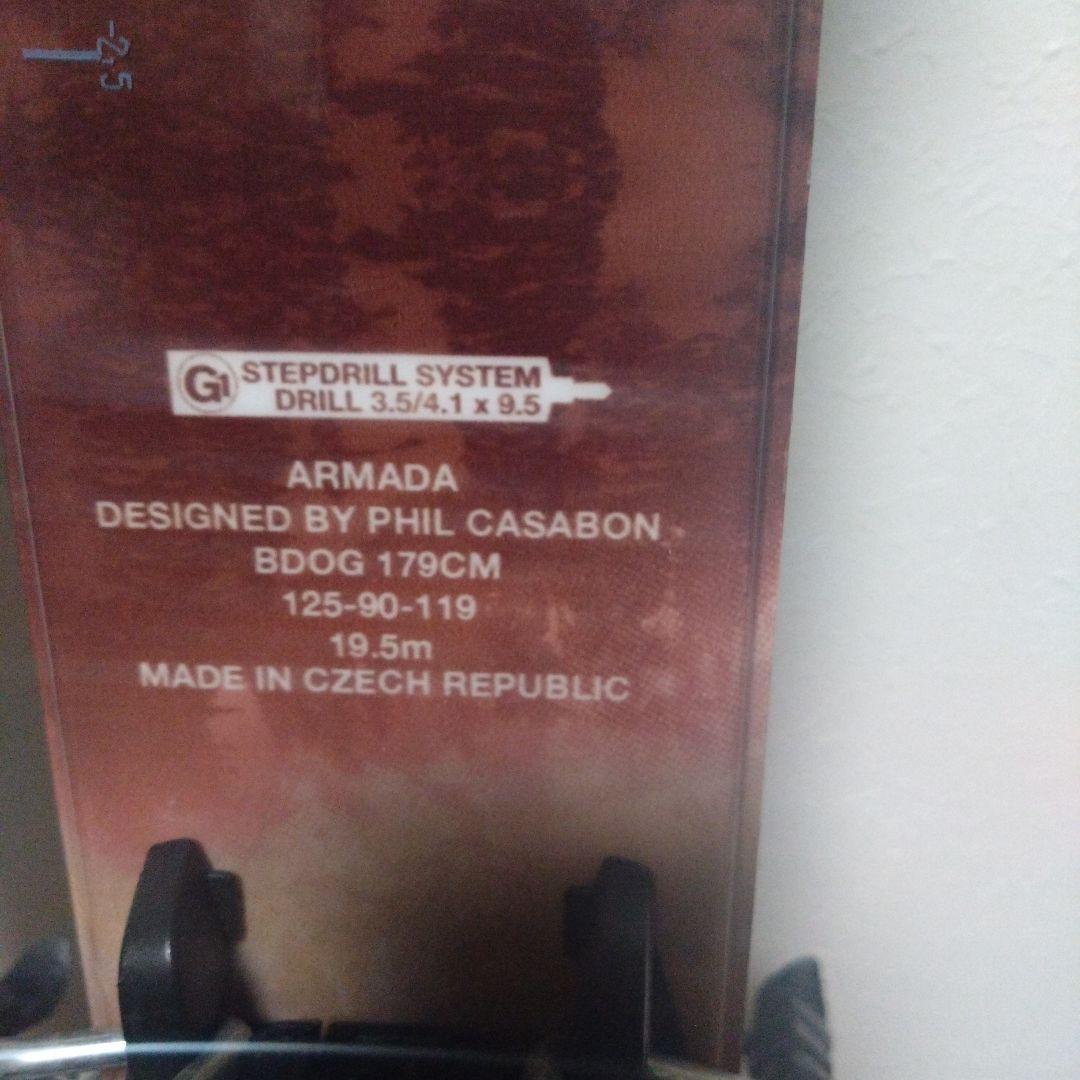 -2.5
G1 STEPDRILL SYSTEM
DRILL 3.5/4.1 x 9.5
ARMADA
DESIGNED BY PHIL CASABON
BDOG 179CM
125-90-119
19.5m
MADE IN CZECH REPUBLIC